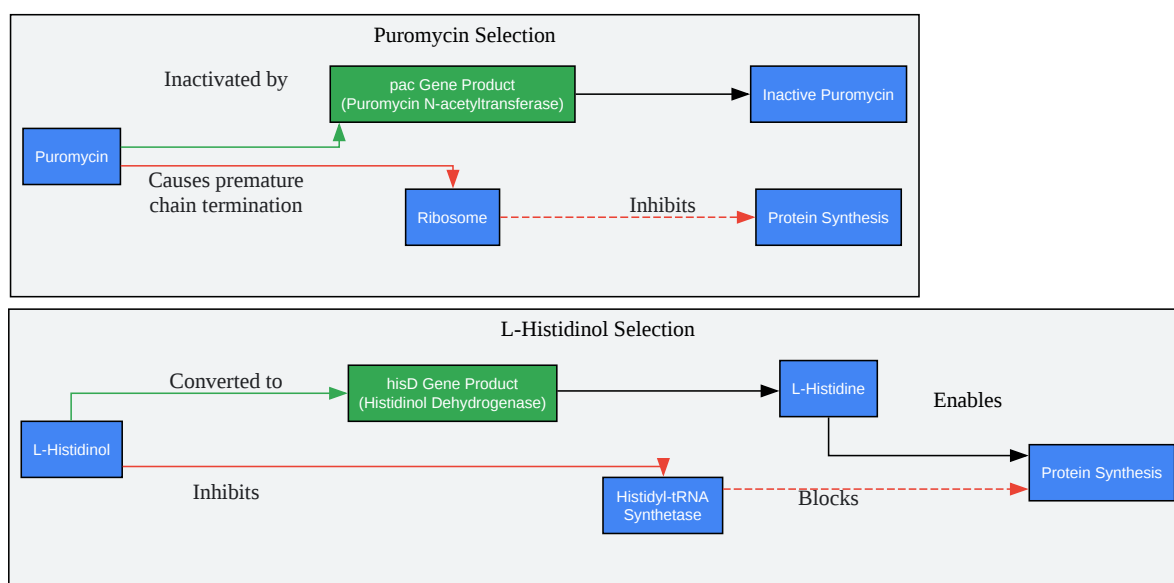 Puromycin Selection
Inactivated by
pac Gene Product
(Puromycin N-acetyltransferase)
Inactive Puromycin
Puromycin
Causes premature
chain termination
Ribosome
Inhibits
Protein Synthesis
L-Histidinol Selection
Converted to
hisD Gene Product
(Histidinol Dehydrogenase)
L-Histidine
Enables
L-Histidinol
Inhibits
Histidyl-tRNA
Synthetase
Blocks
Protein Synthesis